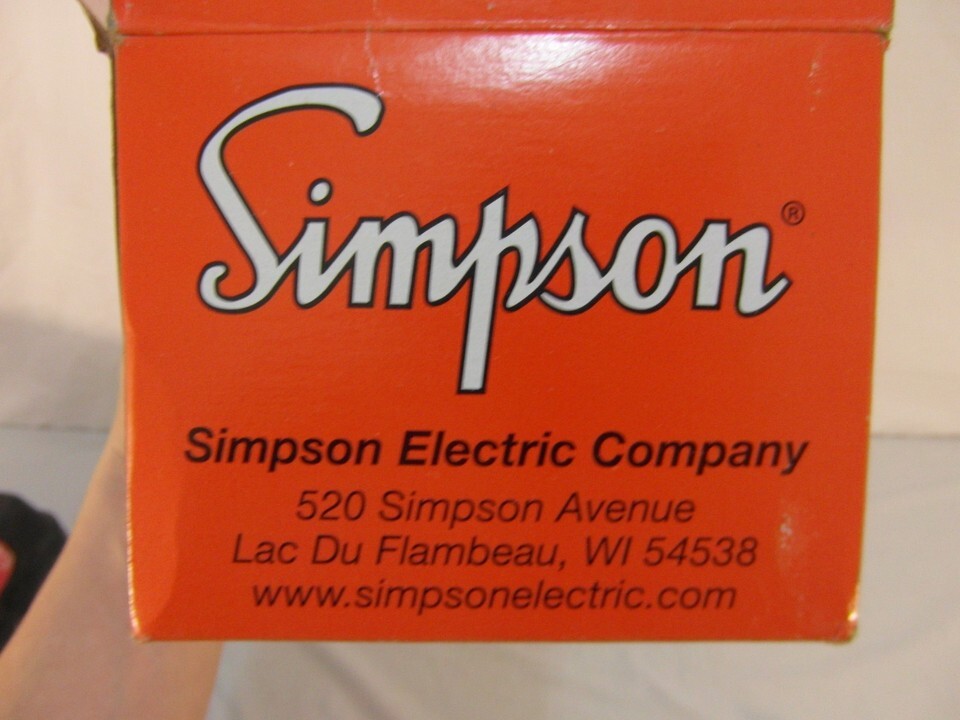 Simpson®
Simpson Electric Company
520 Simpson Avenue
Lac Du Flambeau, WI 54538
www.simpsonelectric.com